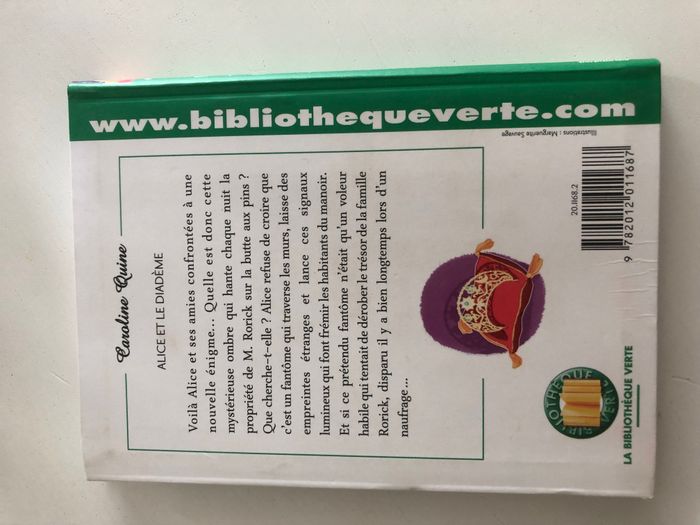 Caroline Quine
ALICE ET LE DIADÈME
Voilà Alice et ses amies confrontées à une
nouvelle énigme... Quelle est donc cette
mystérieuse ombre qui hante chaque nuit la
propriété de M. Rorick sur la butte aux pins ?
Que cherche-t-elle ? Alice refuse de croire que
c'est un fantôme qui traverse les murs, laisse des
empreintes étranges et lance ces signaux
lumineux qui font frémir les habitants du manoir.
Et si ce prétendu fantôme n'était qu'un voleur
habile qui tentait de dérober le trésor de la famille
Rorick, disparu il y a bien longtemps lors d'un
naufrage...
www.bibliothequeverte.com
Illustrations : Marguerite Sauvage
20.1168.2
9 782012 011687
BIBLIOTHÈQUE VERTE
LA BIBLIOTHÈQUE VERTE